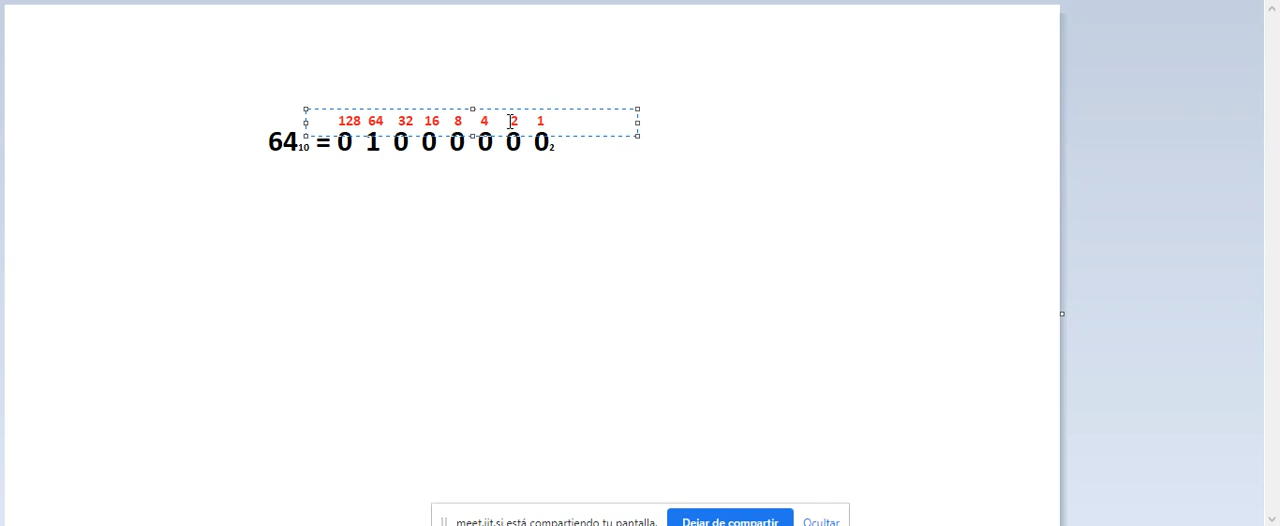 128 64 32 16 8 4 2 1
64₁₀ = 0 1 0 0 0 0 0 0₂
meet.jit.si está compartiendo tu pantalla. Dejar de compartir Ocultar